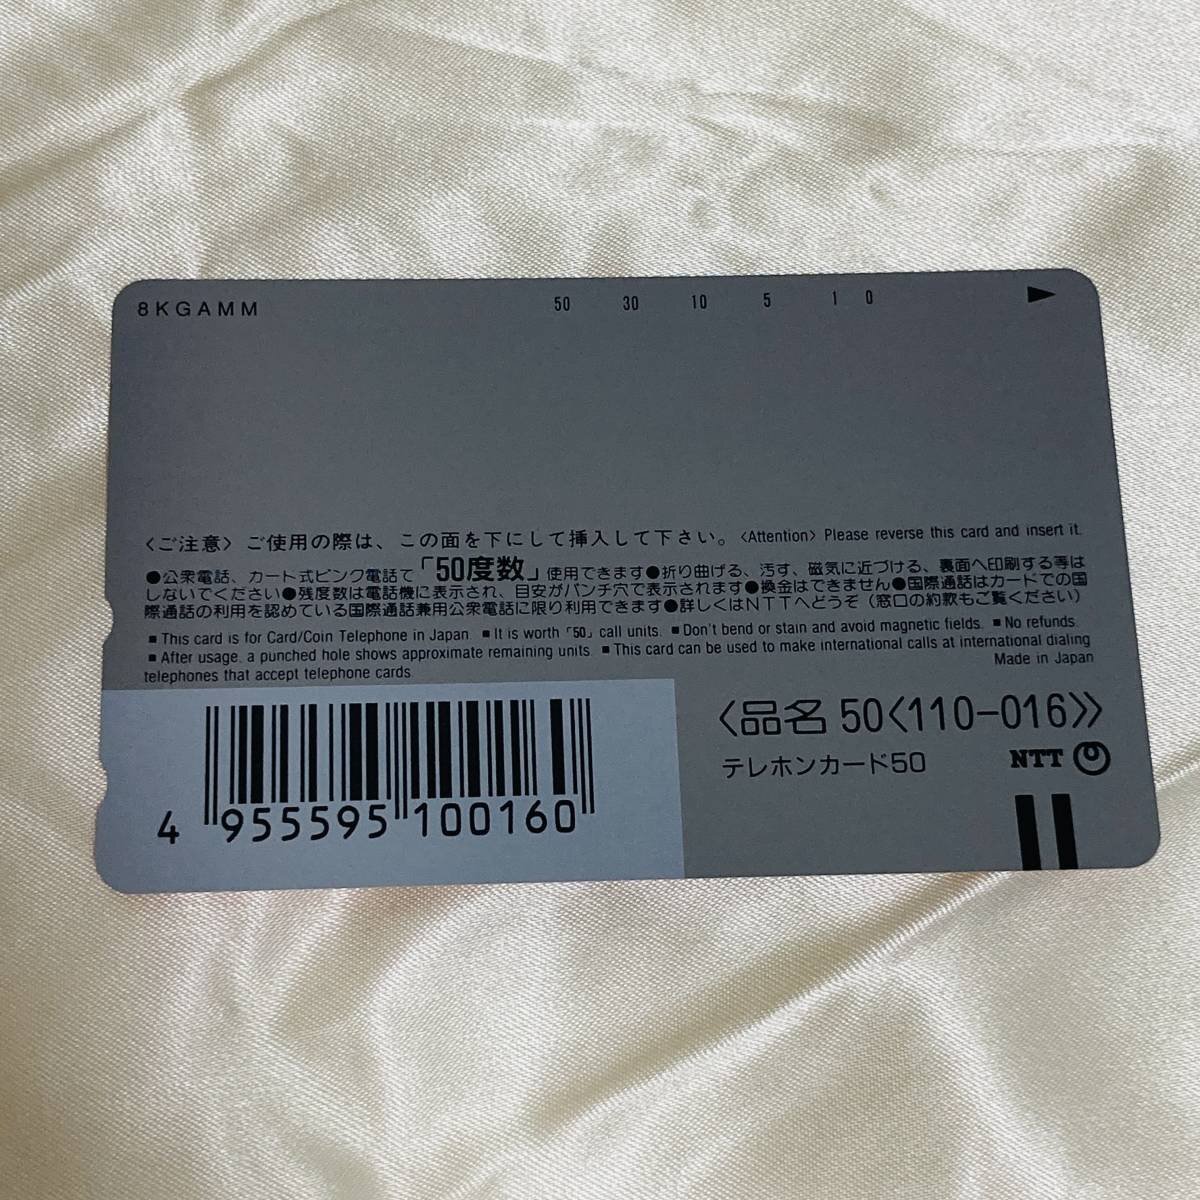 8KGAMM 50 30 10 5 1 0 ▶
〈ご注意〉ご使用の際は、この面を下にして挿入して下さい。〈Attention〉Please reverse this card and insert it.
●公衆電話、カード式ピンク電話で「50度数」使用できます●折り曲げる、汚す、磁気に近づける、裏面へ印刷する等は
しないでください●残度数は電話機に表示され、目安がパンチ穴で表示されます●換金はできません●国際通話はカードでの国
際通話の利用を認めている国際通話兼用公衆電話に限り利用できます●詳しくはNTTへどうぞ（窓口の約款もご覧ください）
■This card is for Card/Coin Telephone in Japan. ■It is worth「50」call units. ■Don't bend or stain and avoid magnetic fields. ■No refunds.
■After usage, a punched hole shows approximate remaining units. ■This card can be used to make international calls at international dialing
telephones that accept telephone cards.
Made in Japan
〈品名 50〈110-016〉〉
テレホンカード50
NTT
4 955595 100160